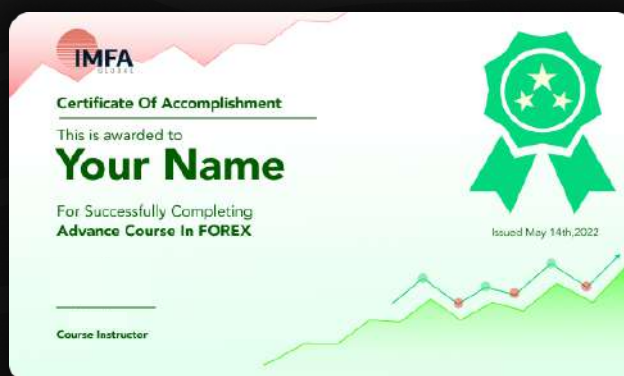 IMFA
GLOBAL
Certificate Of Accomplishment
This is awarded to
Your Name
For Successfully Completing
Advance Course In FOREX
Issued May 14th,2022
Course Instructor